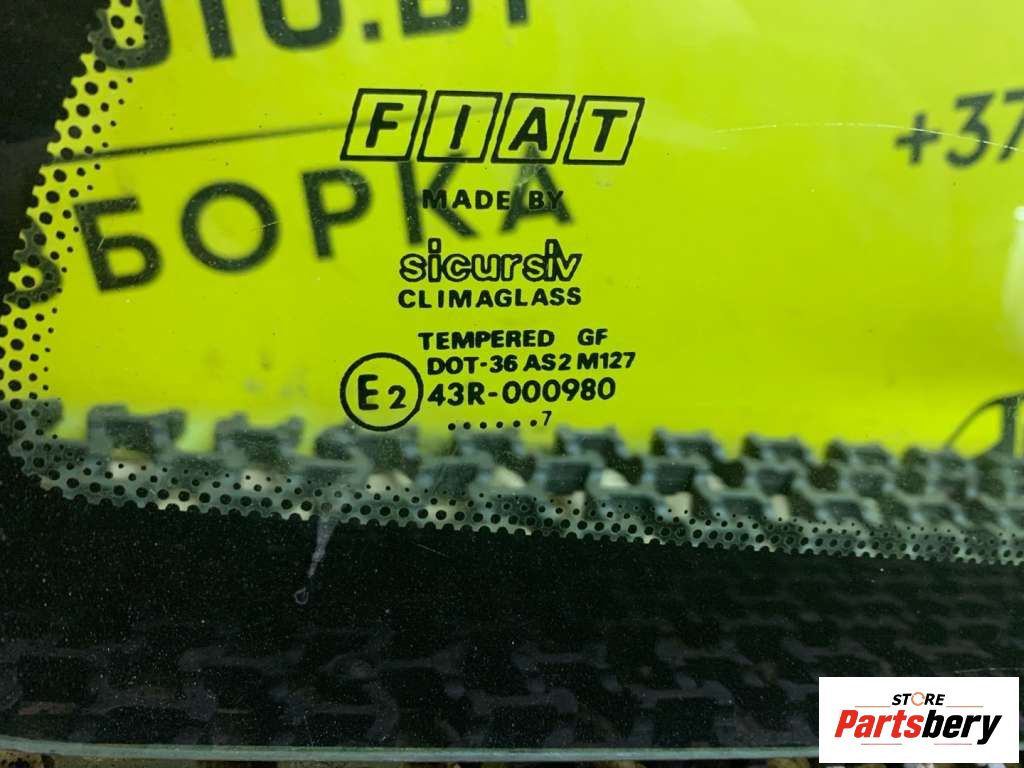 FIAT
MADE BY
sicursiv
CLIMAGLASS
TEMPERED GF
DOT-36 AS2 M127
E2
43R-000980
......7
БОРКА
+37
STORE
Partsbery